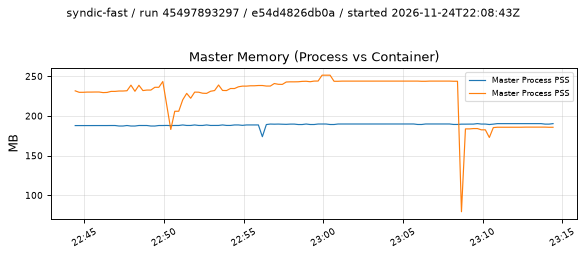 syndic-fast / run 45497893297 / e54d4826db0a / started 2026-11-24T22:08:43Z
Master Memory (Process vs Container)
Master Process PSS
Master Process PSS
MB
250
200
150
100
22:45
22:50
22:55
23:00
23:05
23:10
23:15